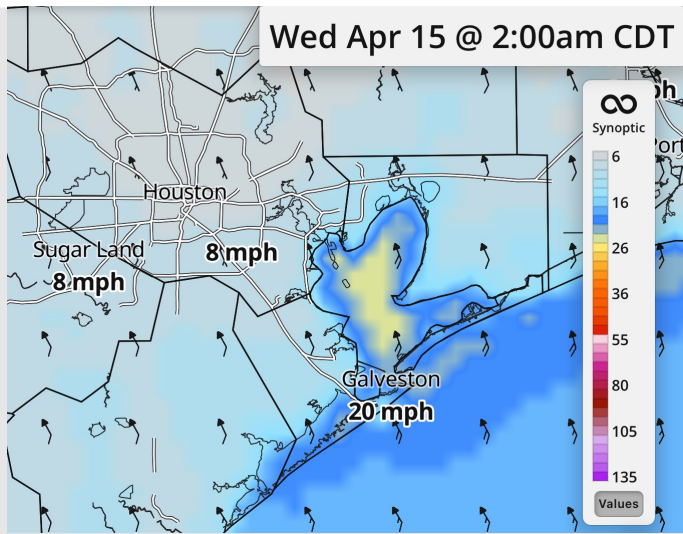 Wed Apr 15 @ 2:00am CDT
Synoptic
6
16
26
36
55
80
105
135
Values
Houston
Sugar Land
8 mph
8 mph
Galveston
20 mph